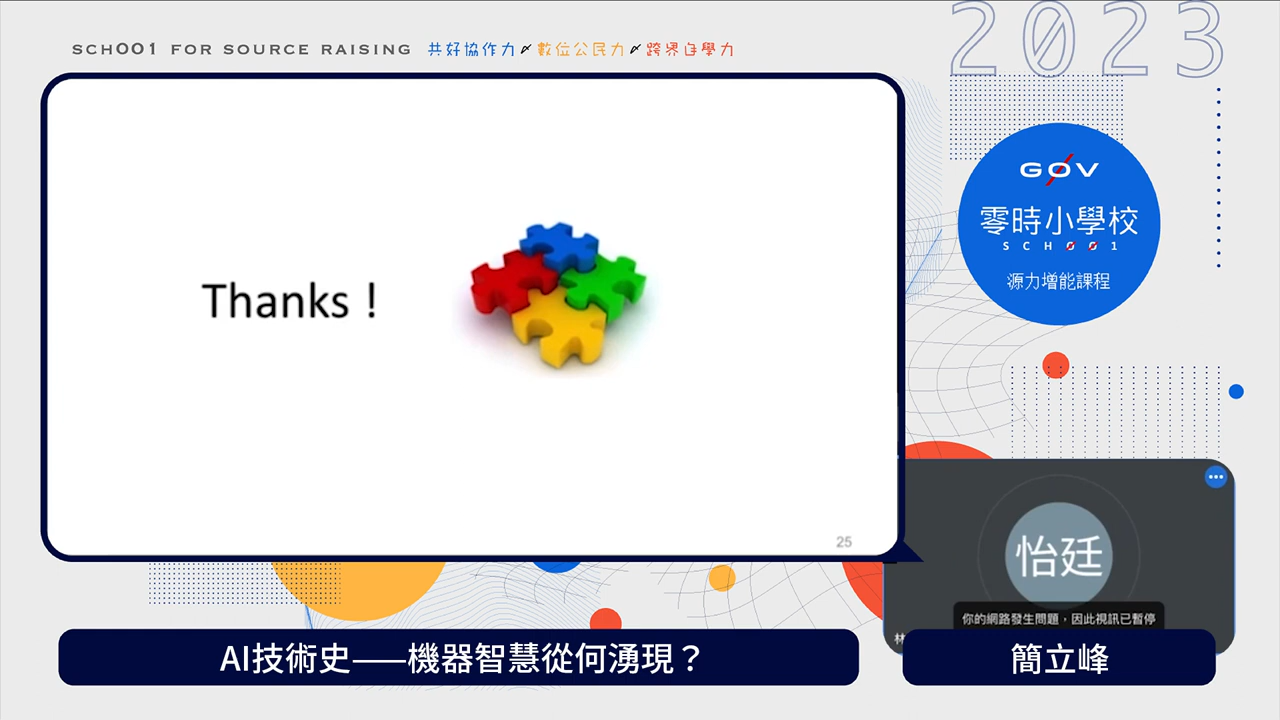 2023
SCH001 FOR SOURCE RAISING 共好協作力 數位公民力 跨界自學力
G0V
零時小學校
SCH001
源力增能課程
Thanks！
25
怡廷
你的網路發生問題，因此視訊已暫停
林
AI技術史——機器智慧從何湧現？
簡立峰